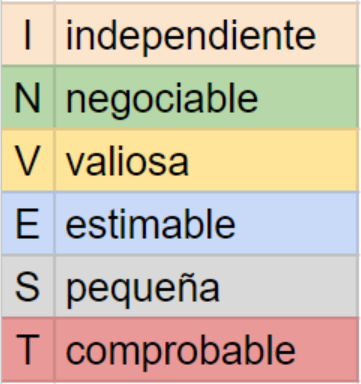 I independiente
N negociable
V valiosa
E estimable
S pequeña
T comprobable